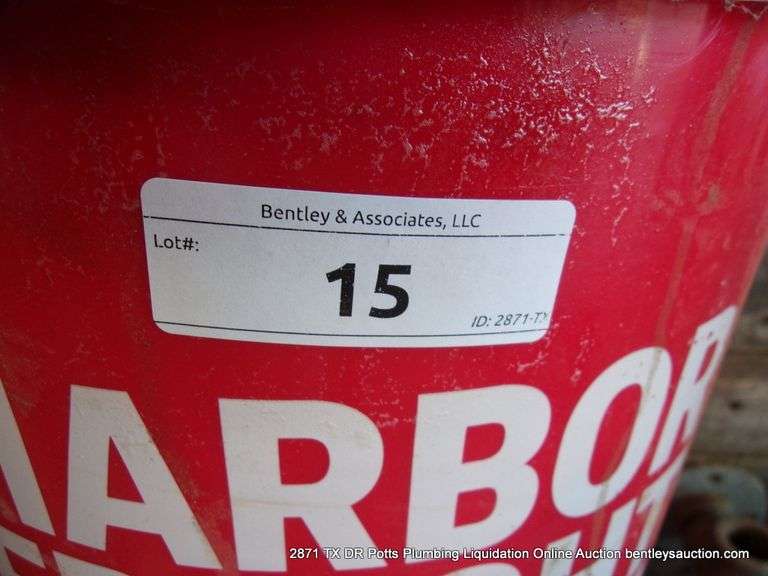 Bentley & Associates, LLC
Lot#:
15
ID: 2871-TX
ARBOR
2871 TX DR Potts Plumbing Liquidation Online Auction bentleysauction.com